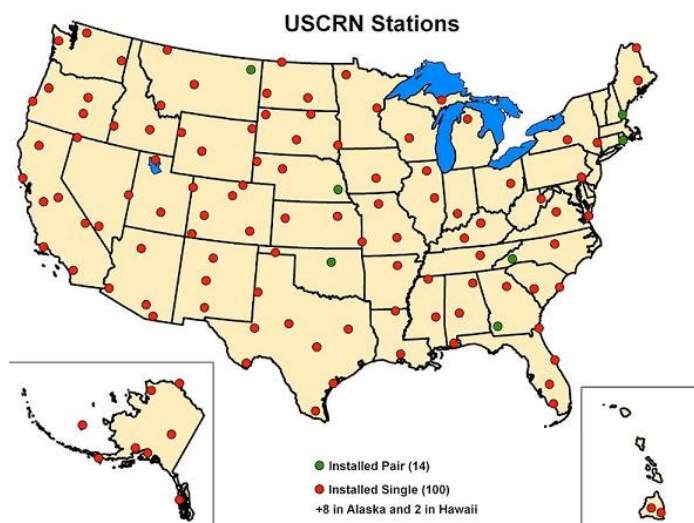 USCRN Stations
Installed Pair (14)
Installed Single (100)
+8 in Alaska and 2 in Hawaii